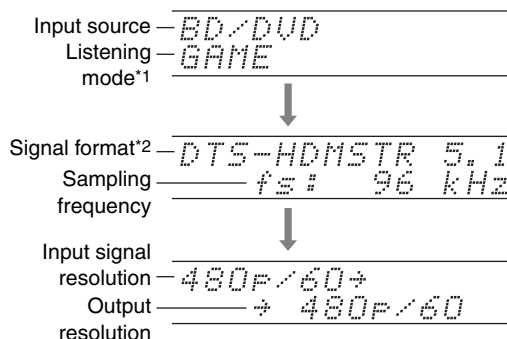 Input source
BD/DVD
Listening
mode*1
GAME
Signal format*2
DTS-HDMSTR 5.1
Sampling
frequency
fs: 96 kHz
Input signal
resolution
480p/60→
Output
resolution
→ 480p/60